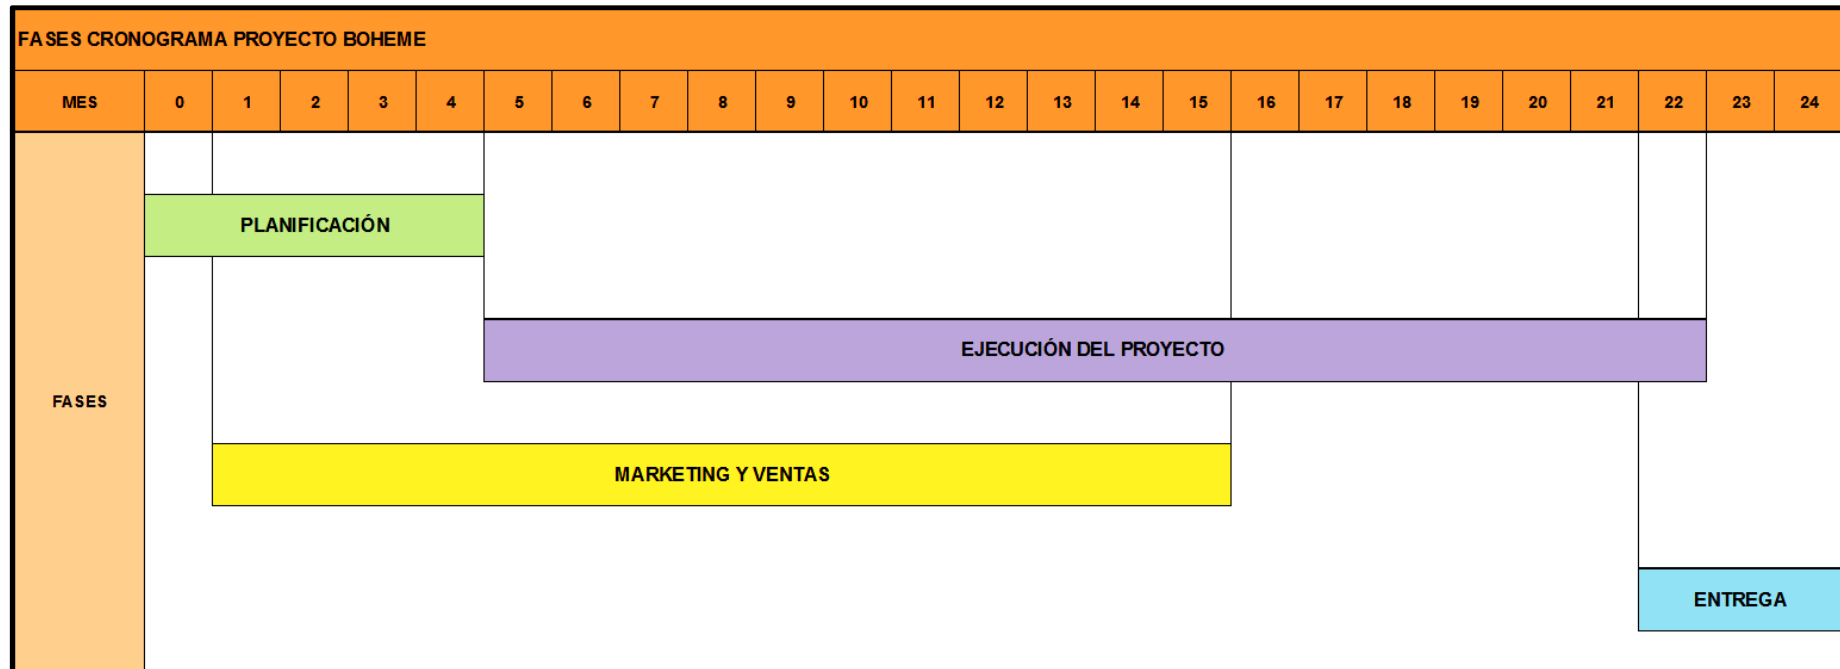 FASES CRONOGRAMA PROYECTO BOHEME
MES 0 1 2 3 4 5 6 7 8 9 10 11 12 13 14 15 16 17 18 19 20 21 22 23 24
PLANIFICACIÓN
EJECUCIÓN DEL PROYECTO
FASES
MARKETING Y VENTAS
ENTREGA